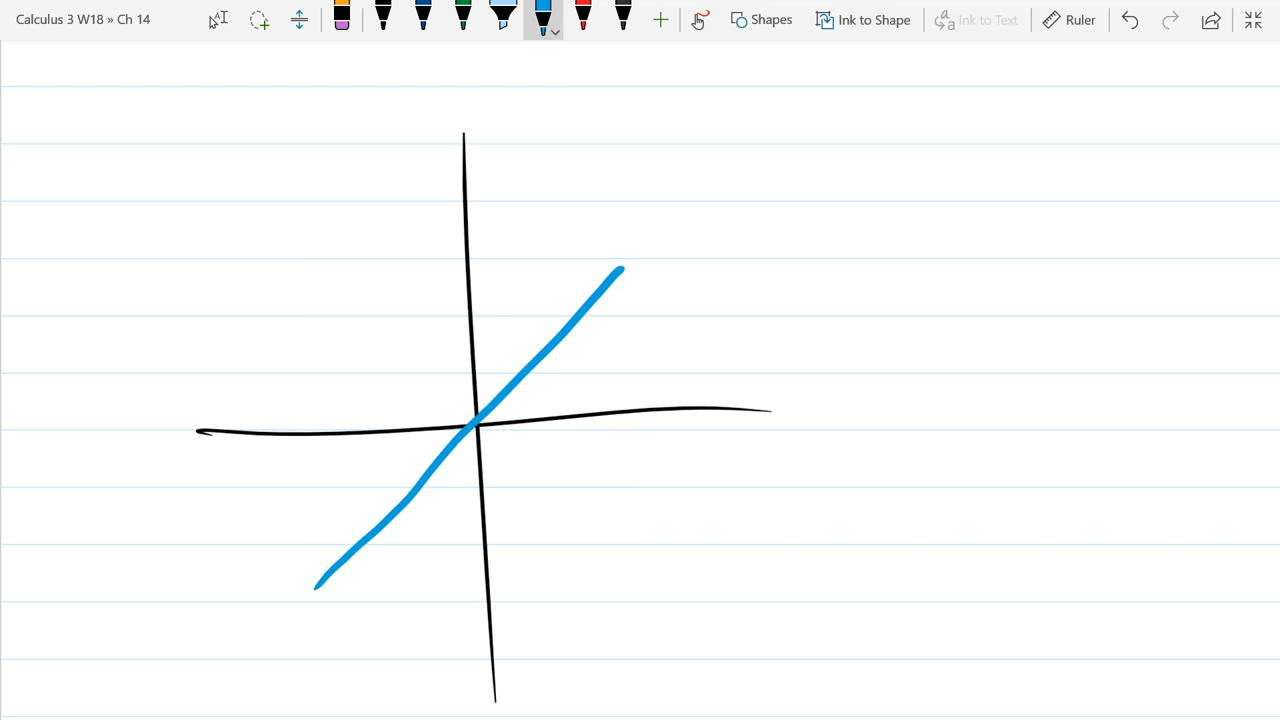 Calculus 3 W18 » Ch 14
Shapes
Ink to Shape
Ink to Text
Ruler